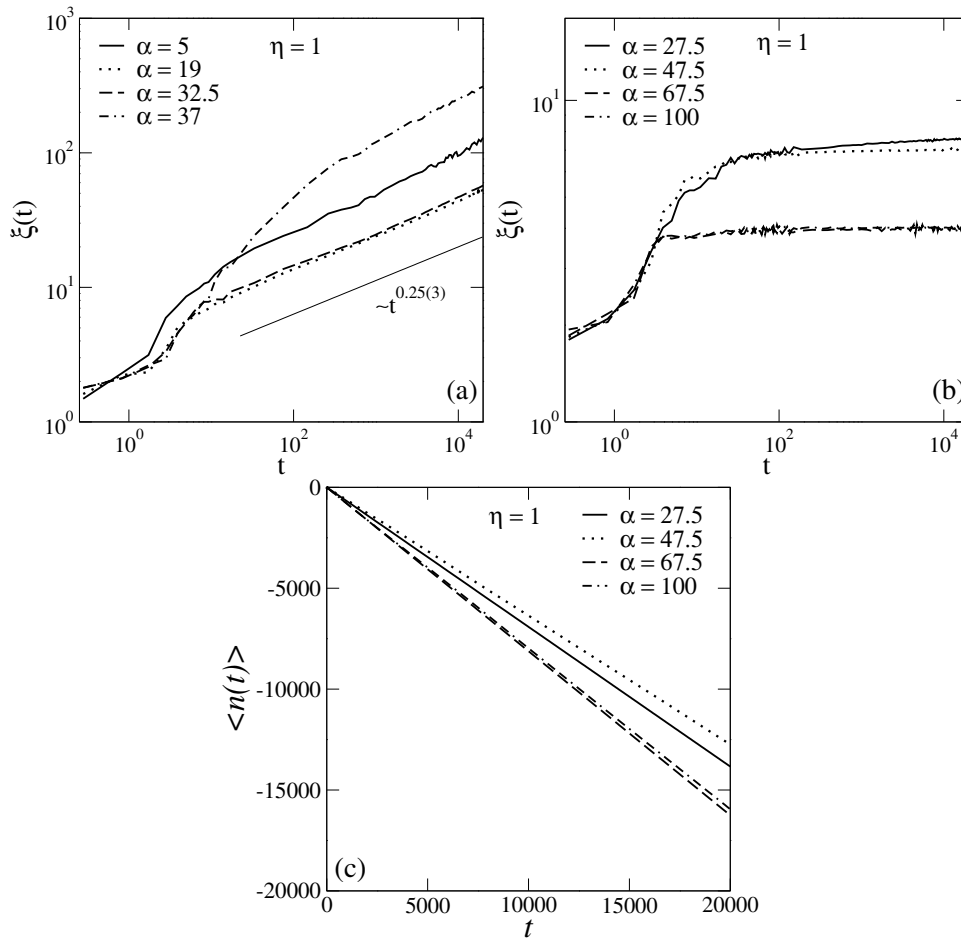 10^3
α = 5
η = 1
α = 19
α = 32.5
α = 37
10^2
ξ(t)
10^1
~t^0.25(3)
(a)
10^0
10^0
10^2
10^4
t
η = 1
α = 27.5
α = 47.5
α = 67.5
α = 100
10^1
ξ(t)
(b)
10^0
10^0
10^2
10^4
t
0
η = 1
α = 27.5
α = 47.5
α = 67.5
α = 100
-5000
<n(t)>
-10000
-15000
(c)
-20000
0
5000
10000
15000
20000
t